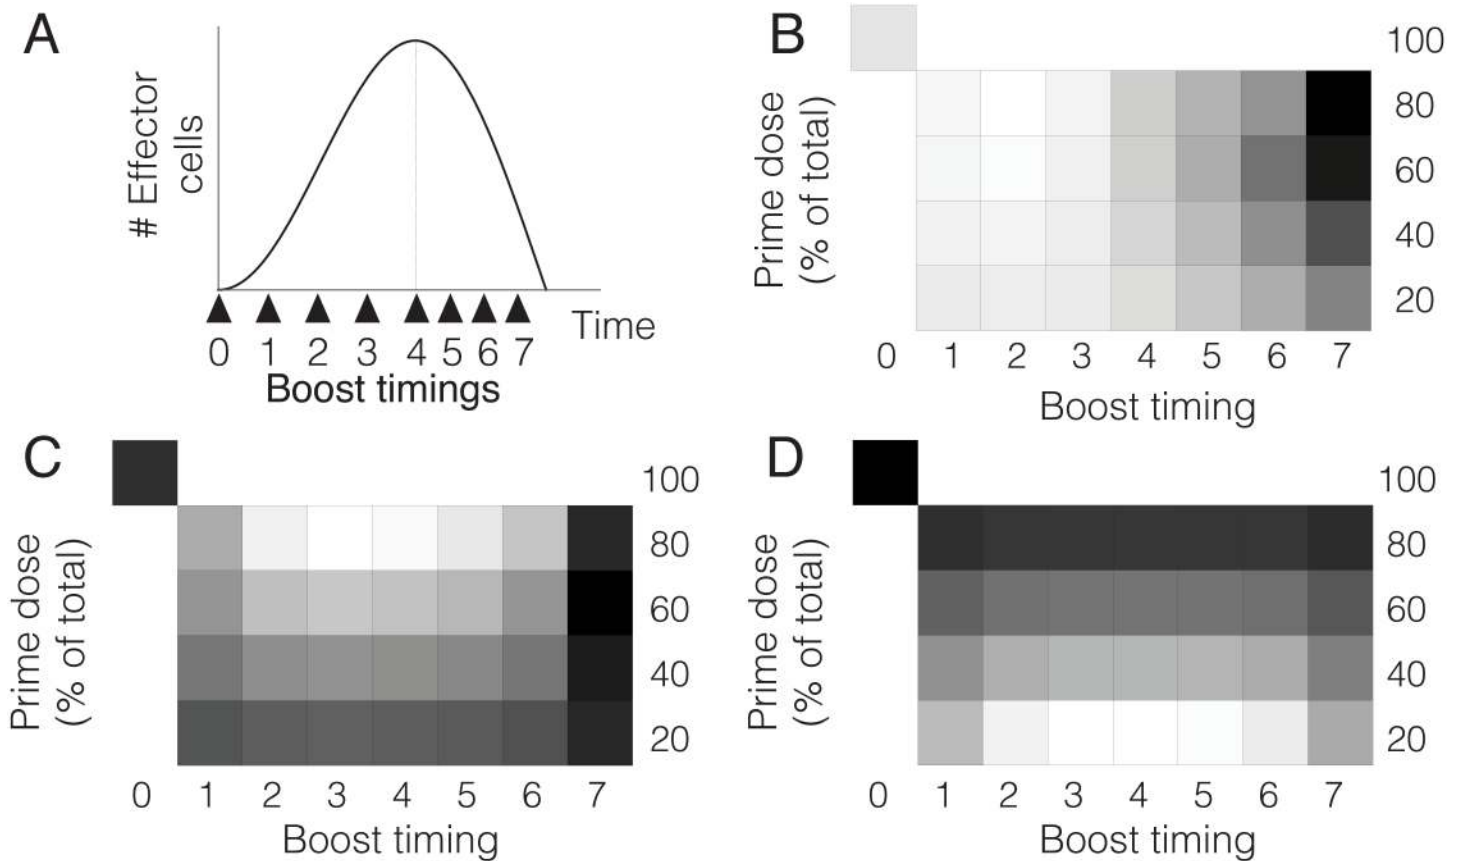 A
# Effector
cells
Time
0 1 2 3 4 5 6 7
Boost timings
B
Prime dose
(% of total)
100
80
60
40
20
0 1 2 3 4 5 6 7
Boost timing
C
Prime dose
(% of total)
100
80
60
40
20
0 1 2 3 4 5 6 7
Boost timing
D
Prime dose
(% of total)
100
80
60
40
20
0 1 2 3 4 5 6 7
Boost timing